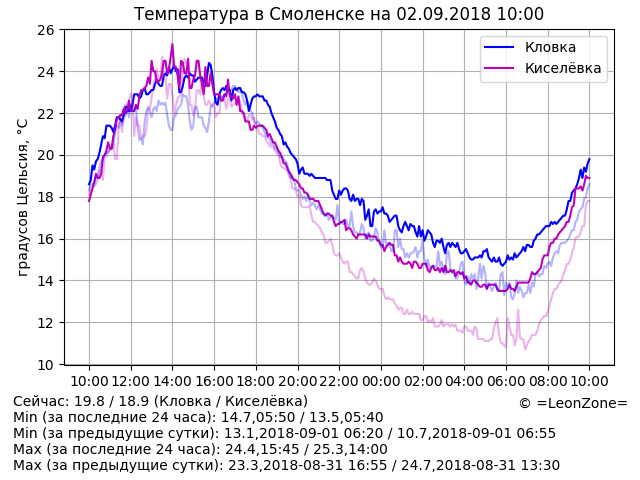 Температура в Смоленске на 02.09.2018 10:00
градусов Цельсия, °C
26
24
22
20
18
16
14
12
10
Кловка
Киселёвка
10:00 12:00 14:00 16:00 18:00 20:00 22:00 00:00 02:00 04:00 06:00 08:00 10:00
Сейчас: 19.8 / 18.9 (Кловка / Киселёвка)
© =LeonZone=
Min (за последние 24 часа): 14.7,05:50 / 13.5,05:40
Min (за предыдущие сутки): 13.1,2018-09-01 06:20 / 10.7,2018-09-01 06:55
Max (за последние 24 часа): 24.4,15:45 / 25.3,14:00
Max (за предыдущие сутки): 23.3,2018-08-31 16:55 / 24.7,2018-08-31 13:30